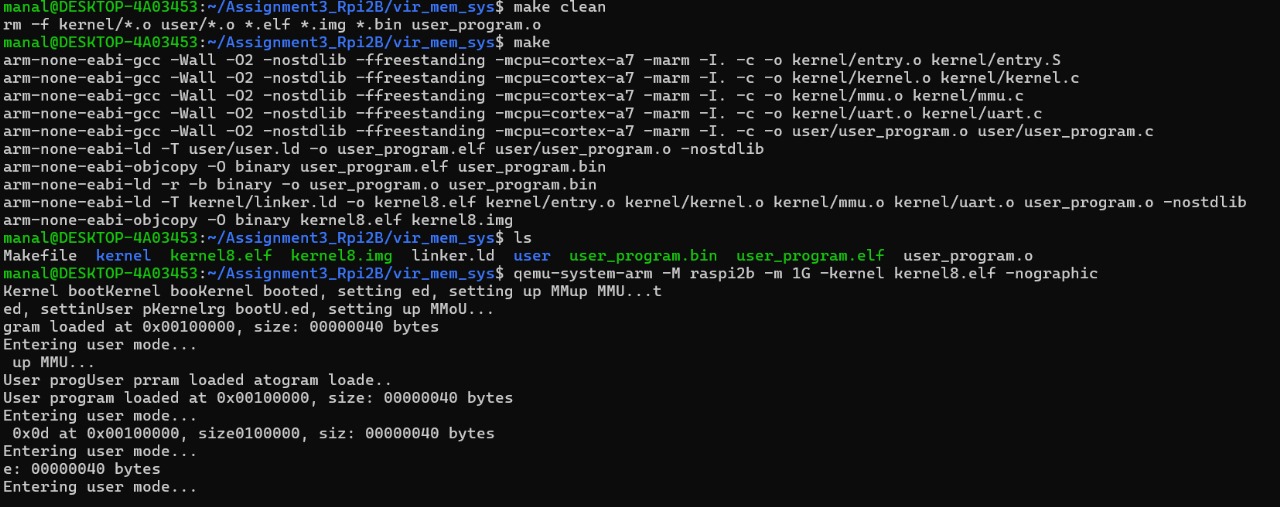 manal@DESKTOP-4A03453:~/Assignment3_Rpi2B/vir_mem_sys$ make clean
rm -f kernel/*.o user/*.o *.elf *.img *.bin user_program.o
manal@DESKTOP-4A03453:~/Assignment3_Rpi2B/vir_mem_sys$ make
arm-none-eabi-gcc -Wall -O2 -nostdlib -ffreestanding -mcpu=cortex-a7 -marm -I. -c -o kernel/entry.o kernel/entry.S
arm-none-eabi-gcc -Wall -O2 -nostdlib -ffreestanding -mcpu=cortex-a7 -marm -I. -c -o kernel/kernel.o kernel/kernel.c
arm-none-eabi-gcc -Wall -O2 -nostdlib -ffreestanding -mcpu=cortex-a7 -marm -I. -c -o kernel/mmu.o kernel/mmu.c
arm-none-eabi-gcc -Wall -O2 -nostdlib -ffreestanding -mcpu=cortex-a7 -marm -I. -c -o kernel/uart.o kernel/uart.c
arm-none-eabi-gcc -Wall -O2 -nostdlib -ffreestanding -mcpu=cortex-a7 -marm -I. -c -o user/user_program.o user/user_program.c
arm-none-eabi-ld -T user/user.ld -o user_program.elf user/user_program.o -nostdlib
arm-none-eabi-objcopy -O binary user_program.elf user_program.bin
arm-none-eabi-ld -r -b binary -o user_program.o user_program.bin
arm-none-eabi-ld -T kernel/linker.ld -o kernel8.elf kernel/entry.o kernel/kernel.o kernel/mmu.o kernel/uart.o user_program.o -nostdlib
arm-none-eabi-objcopy -O binary kernel8.elf kernel8.img
manal@DESKTOP-4A03453:~/Assignment3_Rpi2B/vir_mem_sys$ ls
Makefile  kernel  kernel8.elf  kernel8.img  linker.ld  user  user_program.bin  user_program.elf  user_program.o
manal@DESKTOP-4A03453:~/Assignment3_Rpi2B/vir_mem_sys$ qemu-system-arm -M raspi2b -m 1G -kernel kernel8.elf -nographic
Kernel bootKernel booKernel booted, setting ed, setting up MMup MMU...t
ed, settinUser pKernelrg bootU.ed, setting up MMoU...
gram loaded at 0x00100000, size: 00000040 bytes
Entering user mode...
 up MMU...
User progUser prram loaded atogram loade..
User program loaded at 0x00100000, size: 00000040 bytes
Entering user mode...
 0x0d at 0x00100000, size0100000, siz: 00000040 bytes
Entering user mode...
e: 00000040 bytes
Entering user mode...